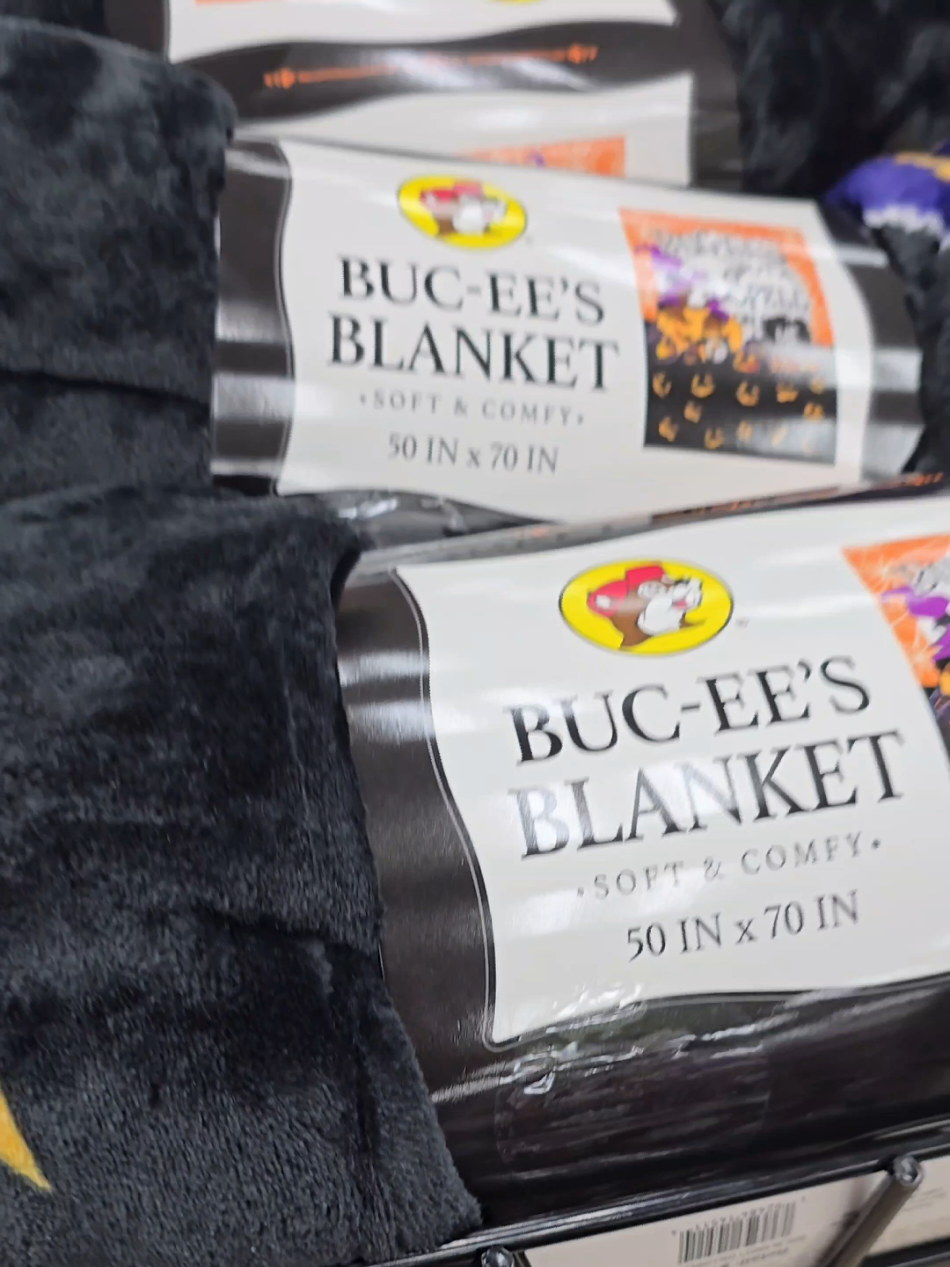 BUC-EE'S
BLANKET
•SOFT & COMFY•
50 IN x 70 IN
BUC-EE'S
BLANKET
•SOFT & COMFY•
50 IN x 70 IN